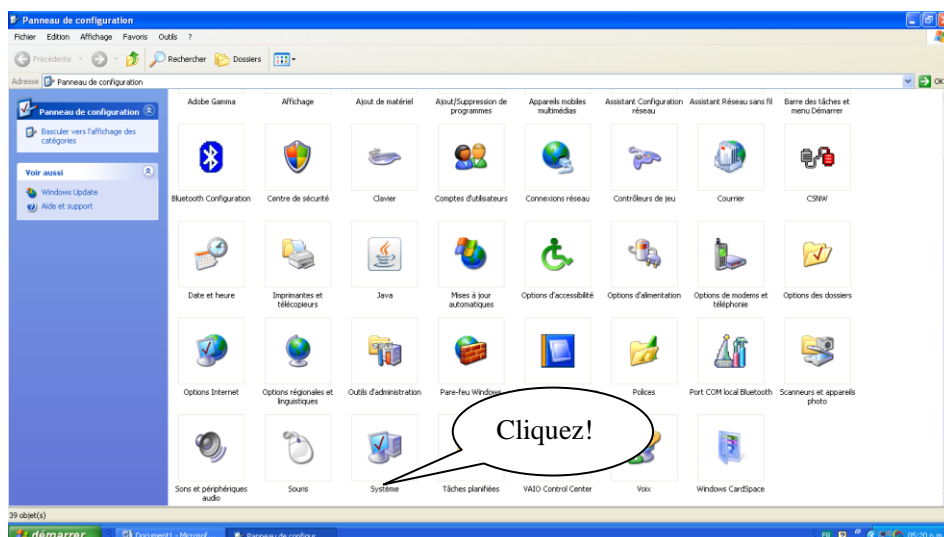 Panneau de configuration
Fichier Edition Affichage Favoris Outils ?
Précédente Rechercher Dossiers
Adresse Panneau de configuration OK
Panneau de configuration
Basculer vers l'affichage des
catégories
Voir aussi
Windows Update
Aide et support
Adobe Gamma Affichage Ajout de matériel Ajout/Suppression de programmes Appareils mobiles multimédias Assistant Configuration réseau Assistant Réseau sans fil Barre des tâches et menu Démarrer
Bluetooth Configuration Centre de sécurité Clavier Comptes d'utilisateurs Connexions réseau Contrôleurs de jeu Courrier CSNW
Date et heure Imprimantes et télécopieurs Java Mises à jour automatiques Options d'accessibilité Options d'alimentation Options de modems et téléphonie Options des dossiers
Options Internet Options régionales et linguistiques Outils d'administration Pare-feu Windows Polices Port COM local Bluetooth Scanneurs et appareils photo
Cliquez!
Sons et périphériques audio Souris Système Tâches planifiées VAIO Control Center Voix Windows CardSpace
39 objet(s)
démarrer Document1 - Microsof... Panneau de configur... FR 05:20